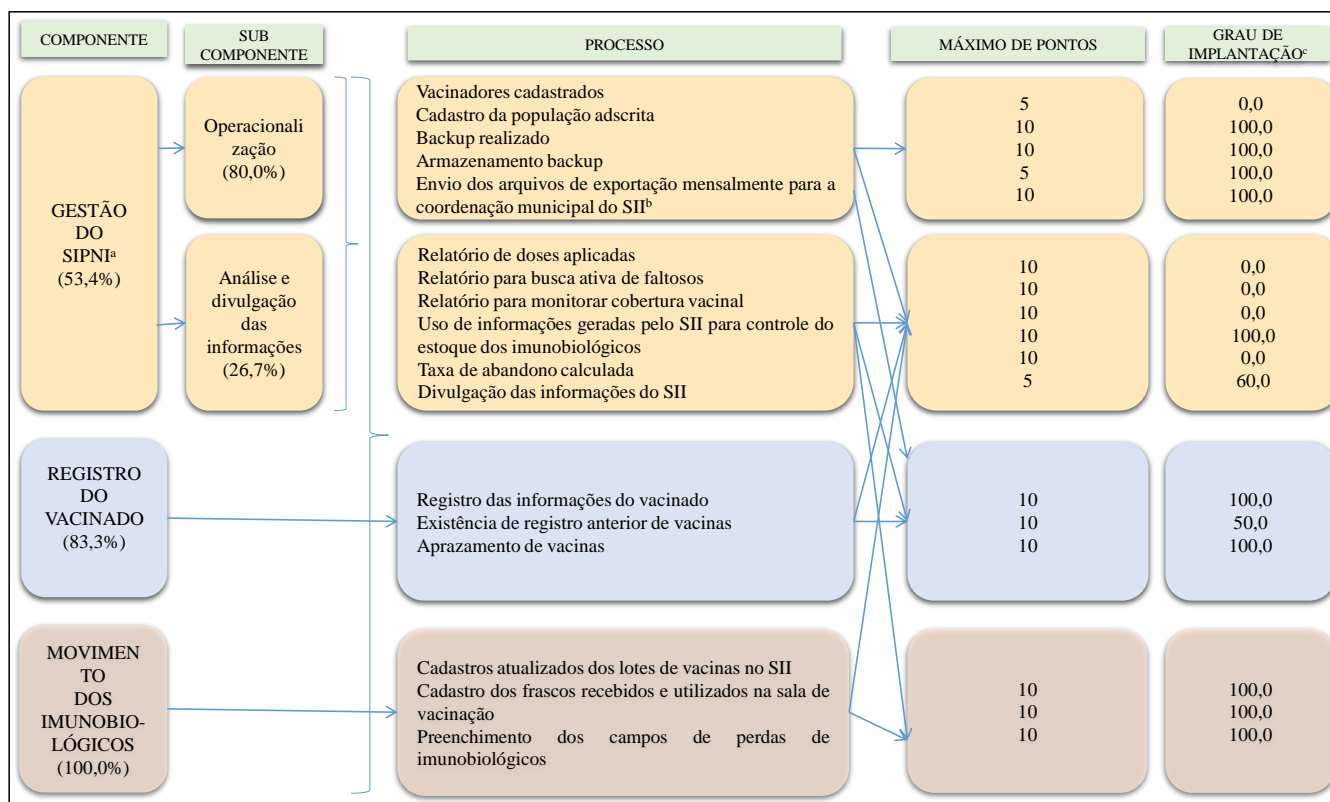 COMPONENTE
SUB
COMPONENTE
PROCESSO
MÁXIMO DE PONTOS
GRAU DE
IMPLANTAÇÃOᶜ
GESTÃO
DO
SIPNIᵃ
(53,4%)
Operacionali
zação
(80,0%)
Análise e
divulgação
das
informações
(26,7%)
Vacinadores cadastrados
Cadastro da população adscrita
Backup realizado
Armazenamento backup
Envio dos arquivos de exportação mensalmente para a
coordenação municipal do SIIᵇ
5
10
10
5
10
0,0
100,0
100,0
100,0
100,0
Relatório de doses aplicadas
Relatório para busca ativa de faltosos
Relatório para monitorar cobertura vacinal
Uso de informações geradas pelo SII para controle do
estoque dos imunobiológicos
Taxa de abandono calculada
Divulgação das informações do SII
10
10
10
10
10
5
0,0
0,0
0,0
100,0
0,0
60,0
REGISTRO
DO
VACINADO
(83,3%)
Registro das informações do vacinado
Existência de registro anterior de vacinas
Aprazamento de vacinas
10
10
10
100,0
50,0
100,0
MOVIMEN
TO
DOS
IMUNOBIO-
LÓGICOS
(100,0%)
Cadastros atualizados dos lotes de vacinas no SII
Cadastro dos frascos recebidos e utilizados na sala de
vacinação
Preenchimento dos campos de perdas de
imunobiológicos
10
10
10
100,0
100,0
100,0